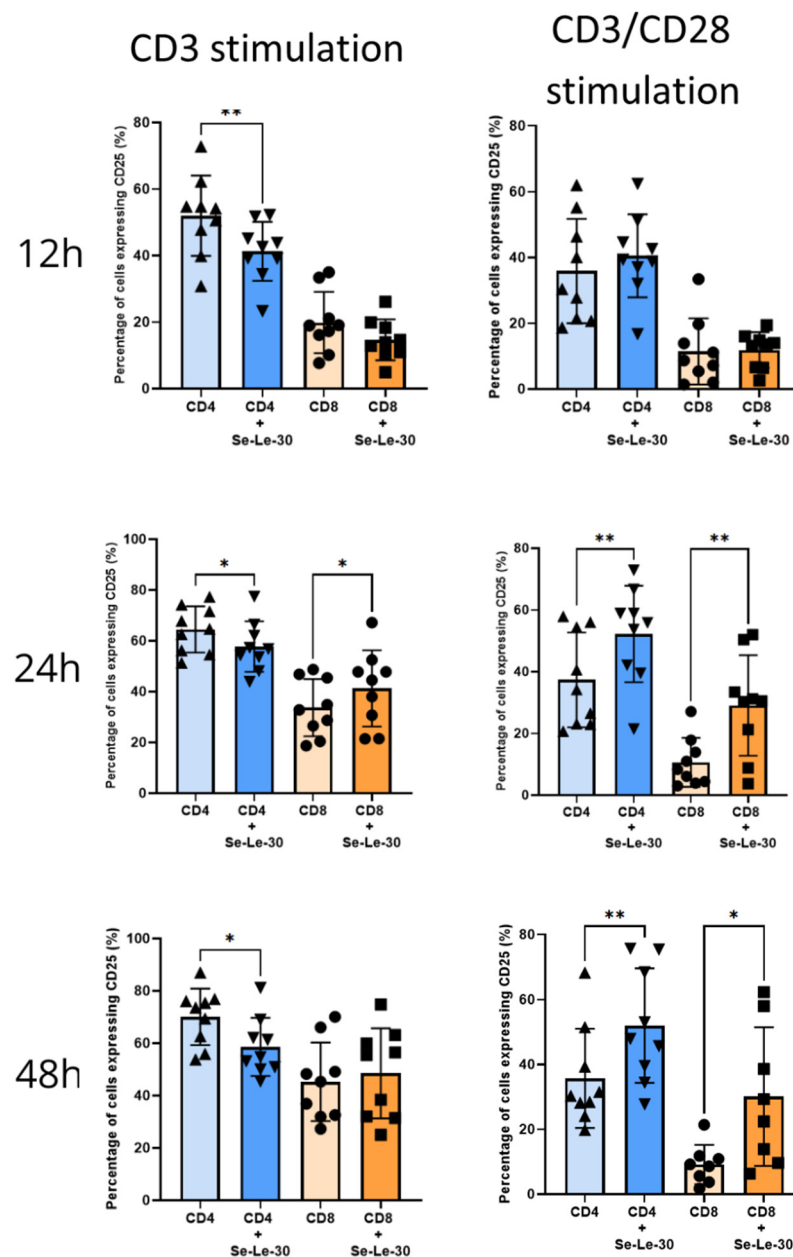 CD3 stimulation
CD3/CD28
stimulation
12h
Percentage of cells expressing CD25 (%)
80
60
40
20
0
**
CD4
CD4
+
Se-Le-30
CD8
CD8
+
Se-Le-30
Percentage of cells expressing CD25 (%)
80
60
40
20
0
CD4
CD4
+
Se-Le-30
CD8
CD8
+
Se-Le-30
24h
Percentage of cells expressing CD25 (%)
100
80
60
40
20
0
*
*
CD4
CD4
+
Se-Le-30
CD8
CD8
+
Se-Le-30
Percentage of cells expressing CD25 (%)
80
60
40
20
0
**
**
CD4
CD4
+
Se-Le-30
CD8
CD8
+
Se-Le-30
48h
Percentage of cells expressing CD25 (%)
100
80
60
40
20
0
*
CD4
CD4
+
Se-Le-30
CD8
CD8
+
Se-Le-30
Percentage of cells expressing CD25 (%)
80
60
40
20
0
**
*
CD4
CD4
+
Se-Le-30
CD8
CD8
+
Se-Le-30